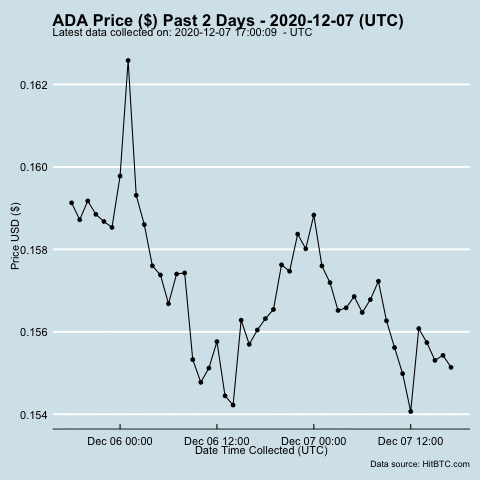 ADA Price ($) Past 2 Days - 2020-12-07 (UTC)
Latest data collected on: 2020-12-07 17:00:09  - UTC
0.162
0.160
0.158
0.156
0.154
Price USD ($)
Dec 06 00:00
Dec 06 12:00
Dec 07 00:00
Dec 07 12:00
Date Time Collected (UTC)
Data source: HitBTC.com